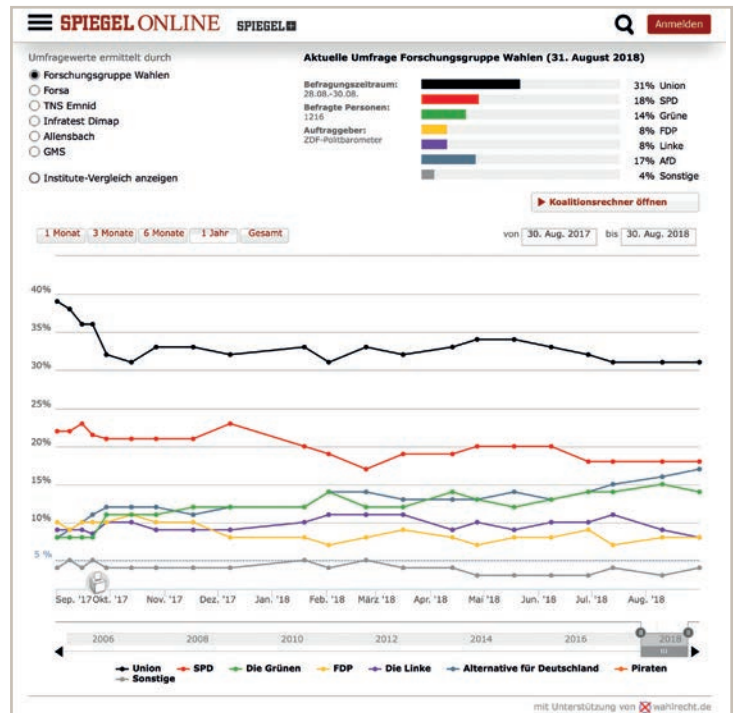 SPIEGEL ONLINE SPIEGEL+ Anmelden
Umfragewerte ermittelt durch
Forschungsgruppe Wahlen
Forsa
TNS Emnid
Infratest Dimap
Allensbach
GMS
Institute-Vergleich anzeigen
Aktuelle Umfrage Forschungsgruppe Wahlen (31. August 2018)
Befragungszeitraum:
28.08.-30.08.
Befragte Personen:
1216
Auftraggeber:
ZDF-Politbarometer
31% Union
18% SPD
14% Grüne
8% FDP
8% Linke
17% AfD
4% Sonstige
Koalitionsrechner öffnen
1 Monat 3 Monate 6 Monate 1 Jahr Gesamt
von 30. Aug. 2017 bis 30. Aug. 2018
40%
35%
30%
25%
20%
15%
10%
5 %
Sep. '17 Okt. '17 Nov. '17 Dez. '17 Jan. '18 Feb. '18 März '18 Apr. '18 Mai '18 Jun. '18 Jul. '18 Aug. '18
2006 2008 2010 2012 2014 2016 2018
Union SPD Die Grünen FDP Die Linke Alternative für Deutschland Piraten
Sonstige
mit Unterstützung von wahlrecht.de